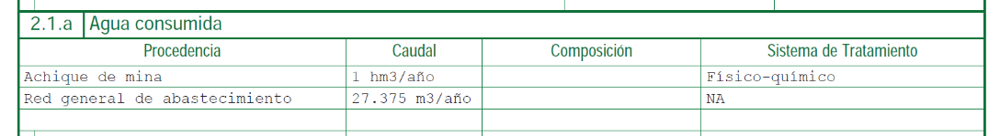 2.1.a Agua consumida
Procedencia Caudal Composición Sistema de Tratamiento
Achique de mina 1 hm3/año Físico-químico
Red general de abastecimiento 27.375 m3/año NA